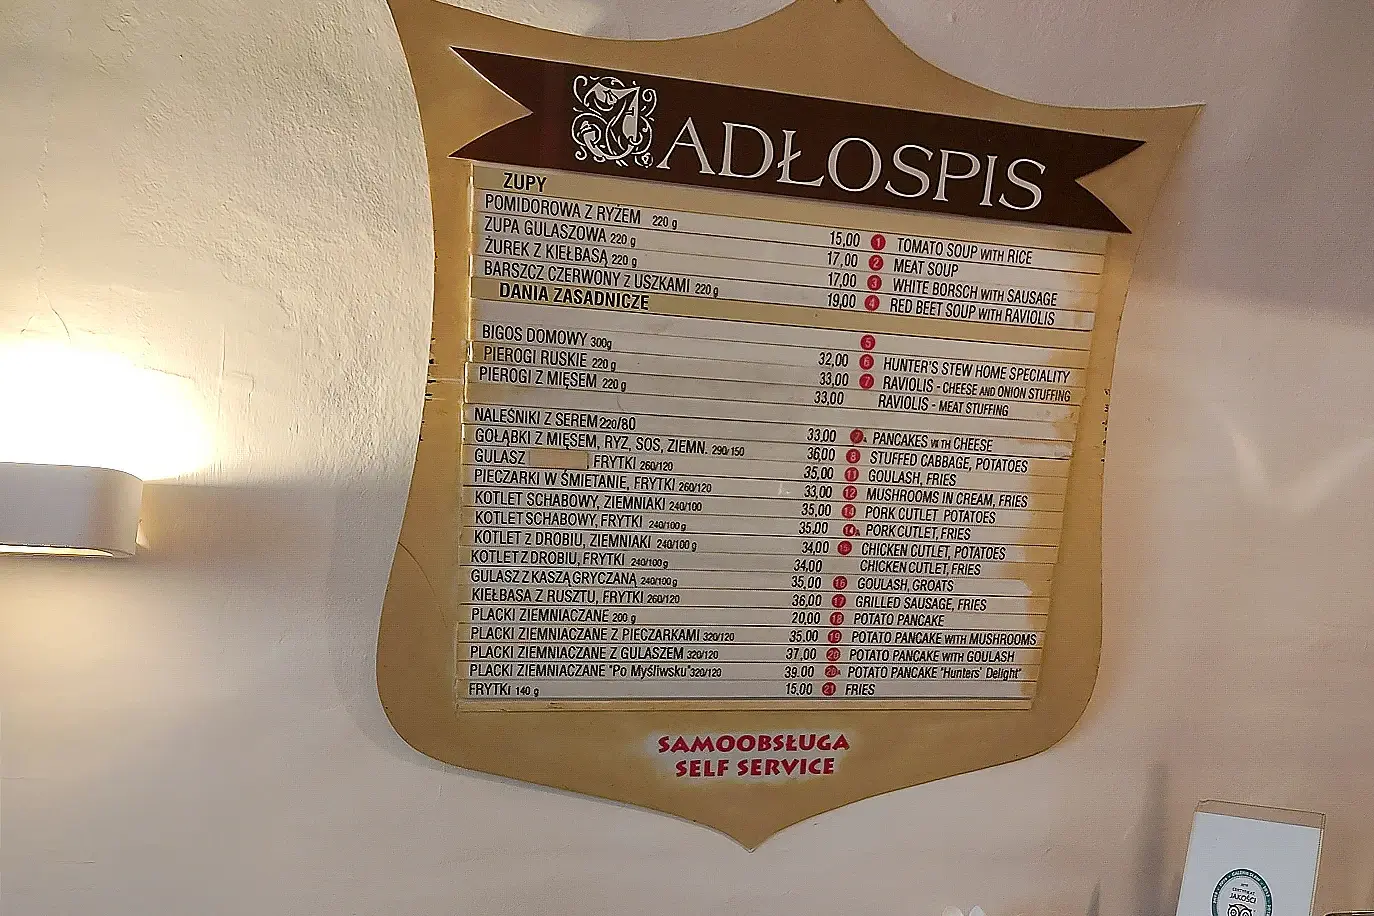 JADŁOSPIS
ZUPY
POMIDOROWA Z RYŻEM 220 g 15,00 1 TOMATO SOUP WITH RICE
ZUPA GULASZOWA 220 g 17,00 2 MEAT SOUP
ŻUREK Z KIEŁBASĄ 220 g 17,00 3 WHITE BORSCH WITH SAUSAGE
BARSZCZ CZERWONY Z USZKAMI 220 g 19,00 4 RED BEET SOUP WITH RAVIOLIS
DANIA ZASADNICZE
5
BIGOS DOMOWY 300g 32,00 6 HUNTER'S STEW HOME SPECIALITY
PIEROGI RUSKIE 220 g 33,00 7 RAVIOLIS - CHEESE AND ONION STUFFING
PIEROGI Z MIĘSEM 220 g 33,00 RAVIOLIS - MEAT STUFFING
NALEŚNIKI Z SEREM 220/80 33,00 7a PANCAKES WITH CHEESE
GOŁĄBKI Z MIĘSEM, RYŻ, SOS, ZIEMN. 290/150 36,00 8 STUFFED CABBAGE, POTATOES
GULASZ FRYTKI 260/120 35,00 11 GOULASH, FRIES
PIECZARKI W ŚMIETANIE, FRYTKI 260/120 33,00 12 MUSHROOMS IN CREAM, FRIES
KOTLET SCHABOWY, ZIEMNIAKI 240/100 35,00 14 PORK CUTLET POTATOES
KOTLET SCHABOWY, FRYTKI 240/100 g 35,00 14a PORK CUTLET, FRIES
KOTLET Z DROBIU, ZIEMNIAKI 240/100 g 34,00 15 CHICKEN CUTLET, POTATOES
KOTLET Z DROBIU, FRYTKI 240/100 g 34,00 CHICKEN CUTLET, FRIES
GULASZ Z KASZĄ GRYCZANĄ 240/100 g 35,00 16 GOULASH, GROATS
KIEŁBASA Z RUSZTU, FRYTKI 260/120 36,00 17 GRILLED SAUSAGE, FRIES
PLACKI ZIEMNIACZANE 200 g 20,00 18 POTATO PANCAKE
PLACKI ZIEMNIACZANE Z PIECZARKAMI 320/120 35,00 19 POTATO PANCAKE WITH MUSHROOMS
PLACKI ZIEMNIACZANE Z GULASZEM 320/120 37,00 20 POTATO PANCAKE WITH GOULASH
PLACKI ZIEMNIACZANE "Po Myśliwsku" 320/120 39.00 20a POTATO PANCAKE "Hunters' Delight"
FRYTKI 140 g 15,00 21 FRIES
SAMOOBSŁUGA
SELF SERVICE
CERTYFIKAT
JAKOŚCI